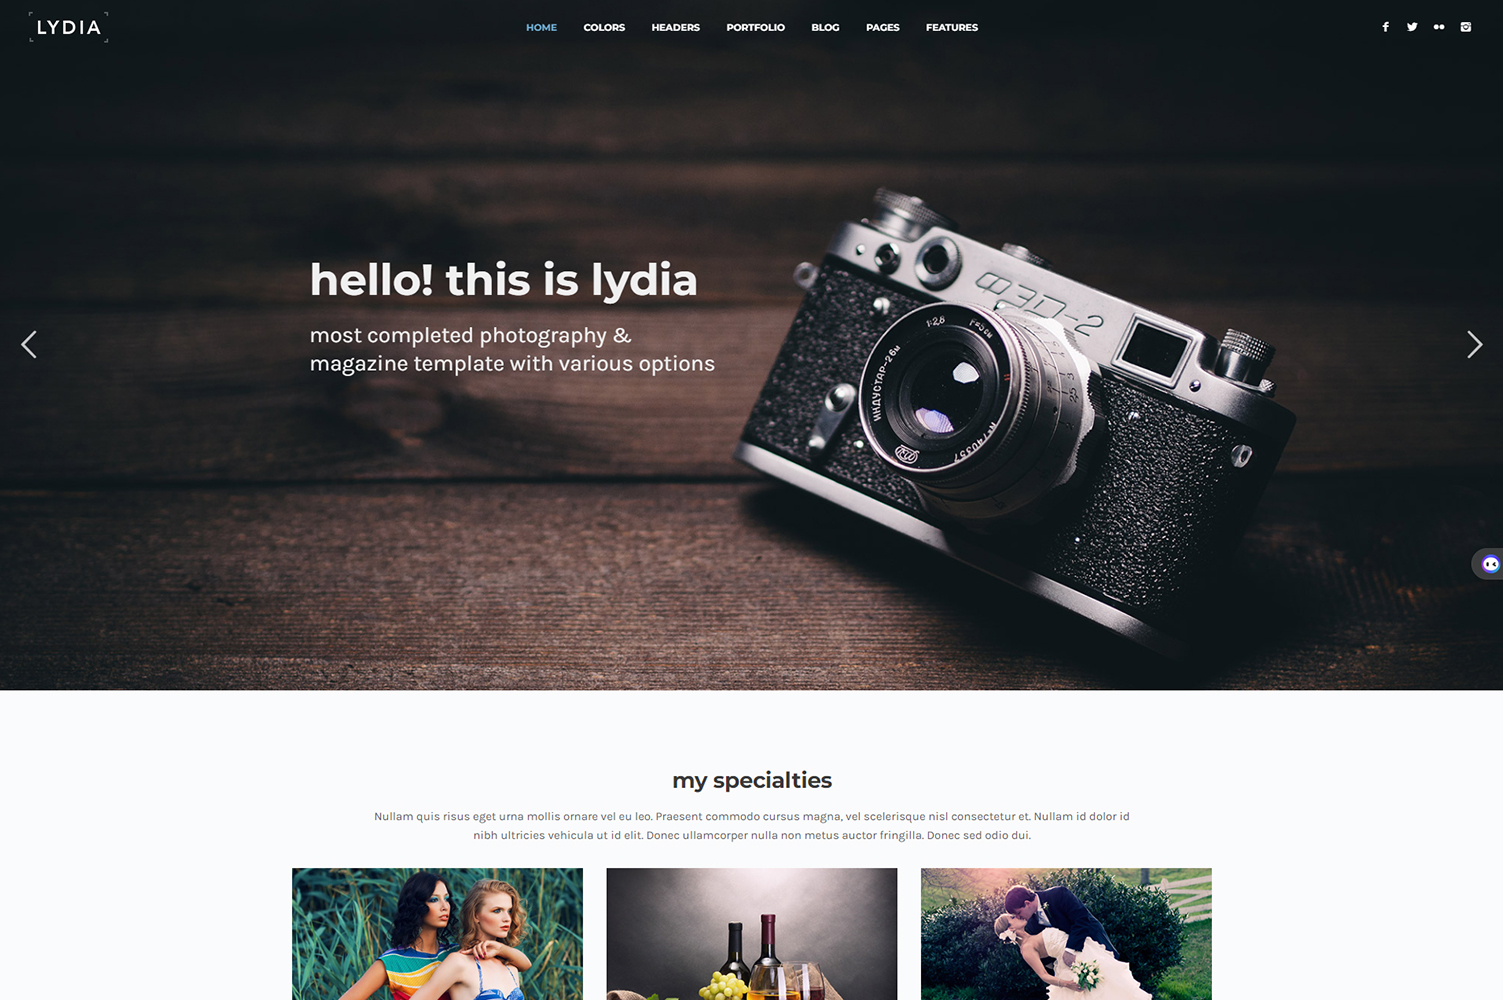 LYDIA
HOME COLORS HEADERS PORTFOLIO BLOG PAGES FEATURES
hello! this is lydia
most completed photography &
magazine template with various options
ФЭД-2
1:2,8 F=5см
ИНДУСТАР-26м
№740357
my specialties
Nullam quis risus eget urna mollis ornare vel eu leo. Praesent commodo cursus magna, vel scelerisque nisl consectetur et. Nullam id dolor id
nibh ultricies vehicula ut id elit. Donec ullamcorper nulla non metus auctor fringilla. Donec sed odio dui.